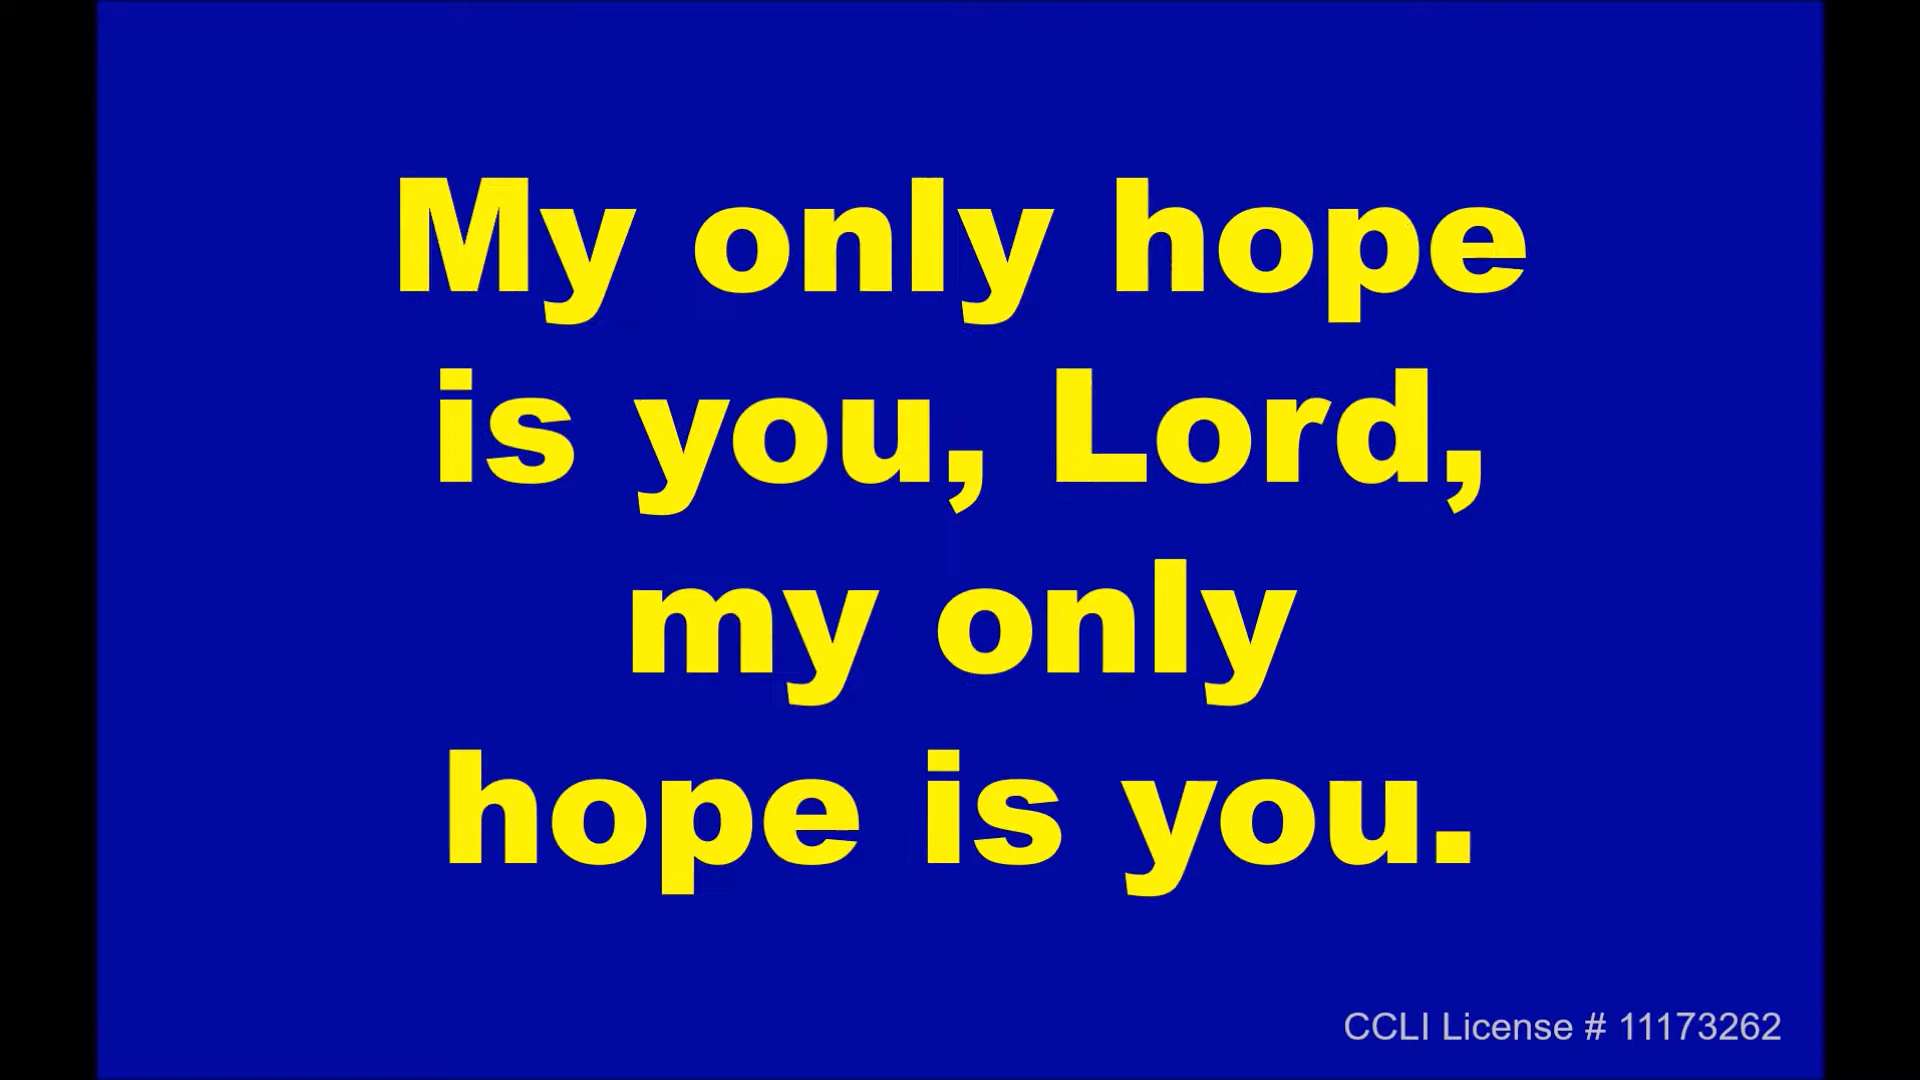 My only hope
is you, Lord,
my only
hope is you.
CCLI License # 11173262